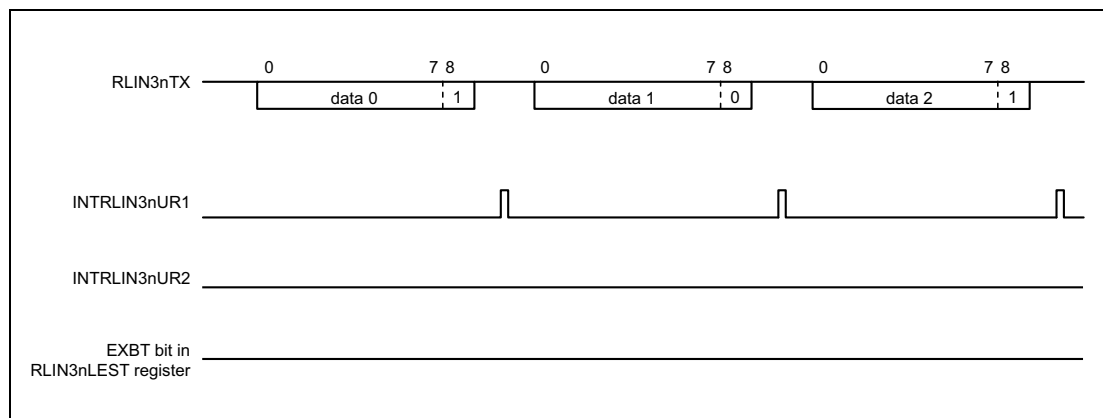 0 7 8 0 7 8 0 7 8
RLIN3nTX
data 0 1 data 1 0 data 2 1
INTRLIN3nUR1
INTRLIN3nUR2
EXBT bit in
RLIN3nLEST register